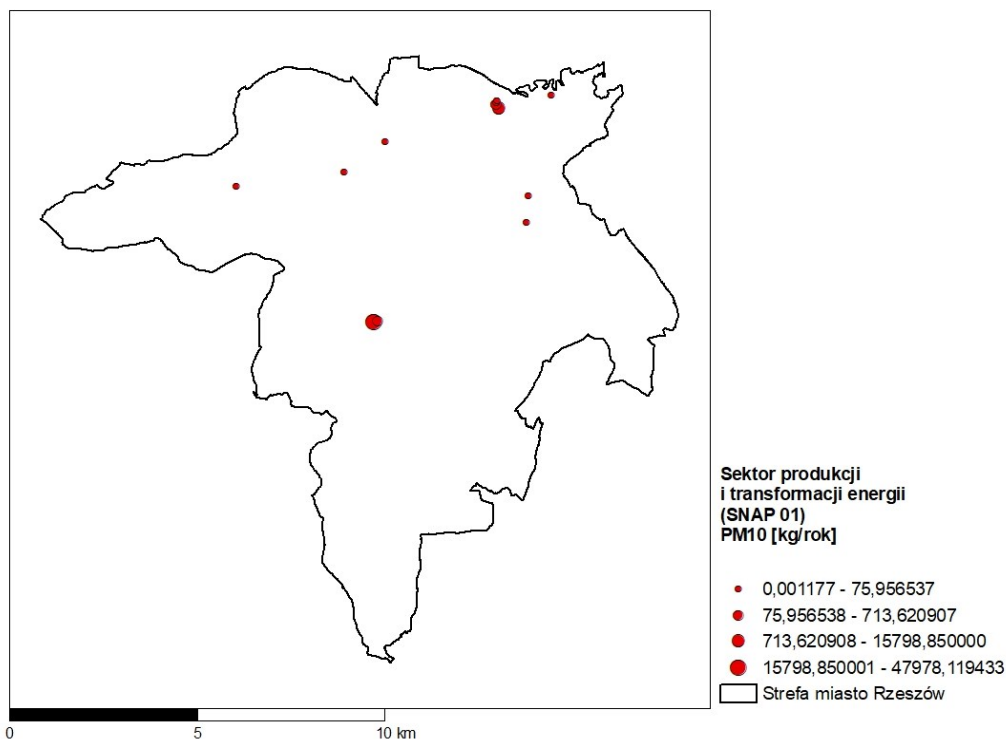 Sektor produkcji
i transformacji energii
(SNAP 01)
PM10 [kg/rok]
0,001177 - 75,956537
75,956538 - 713,620907
713,620908 - 15798,850000
15798,850001 - 47978,119433
Strefa miasto Rzeszów
0 5 10 km